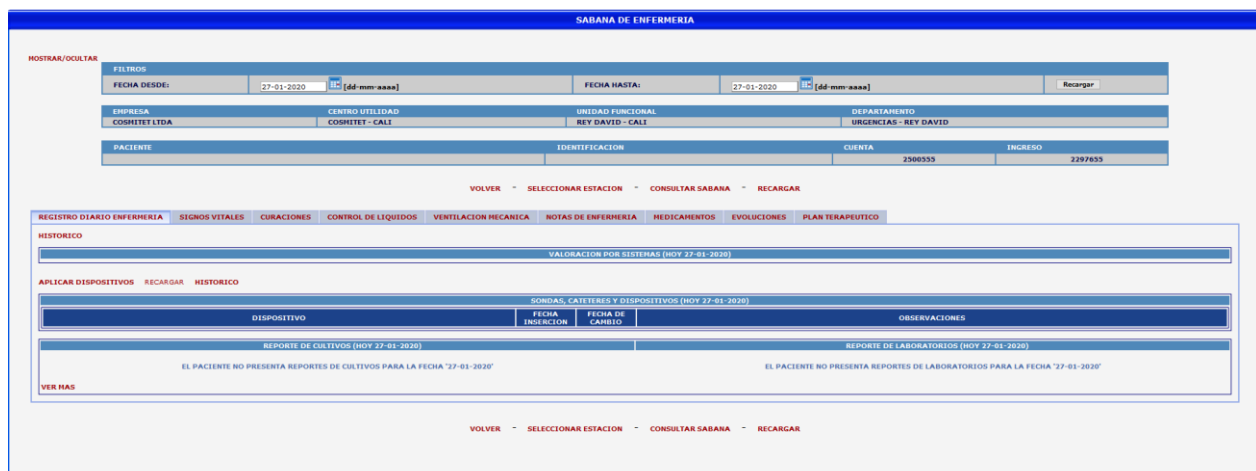 SABANA DE ENFERMERIA
MOSTRAR/OCULTAR
FILTROS
FECHA DESDE: 27-01-2020 [dd-mm-aaaa] FECHA HASTA: 27-01-2020 [dd-mm-aaaa] Recargar
EMPRESA CENTRO UTILIDAD UNIDAD FUNCIONAL DEPARTAMENTO
COSMITET LTDA COSMITET - CALI REY DAVID - CALI URGENCIAS - REY DAVID
PACIENTE IDENTIFICACION CUENTA INGRESO
2500555 2297655
VOLVER - SELECCIONAR ESTACION - CONSULTAR SABANA - RECARGAR
REGISTRO DIARIO ENFERMERIA SIGNOS VITALES CURACIONES CONTROL DE LIQUIDOS VENTILACION MECANICA NOTAS DE ENFERMERIA MEDICAMENTOS EVOLUCIONES PLAN TERAPEUTICO
HISTORICO
VALORACION POR SISTEMAS (HOY 27-01-2020)
APLICAR DISPOSITIVOS RECARGAR HISTORICO
SONDAS, CATETERES Y DISPOSITIVOS (HOY 27-01-2020)
DISPOSITIVO FECHA INSERCION FECHA DE CAMBIO OBSERVACIONES
REPORTE DE CULTIVOS (HOY 27-01-2020) REPORTE DE LABORATORIOS (HOY 27-01-2020)
EL PACIENTE NO PRESENTA REPORTES DE CULTIVOS PARA LA FECHA '27-01-2020' EL PACIENTE NO PRESENTA REPORTES DE LABORATORIOS PARA LA FECHA '27-01-2020'
VER MAS
VOLVER - SELECCIONAR ESTACION - CONSULTAR SABANA - RECARGAR